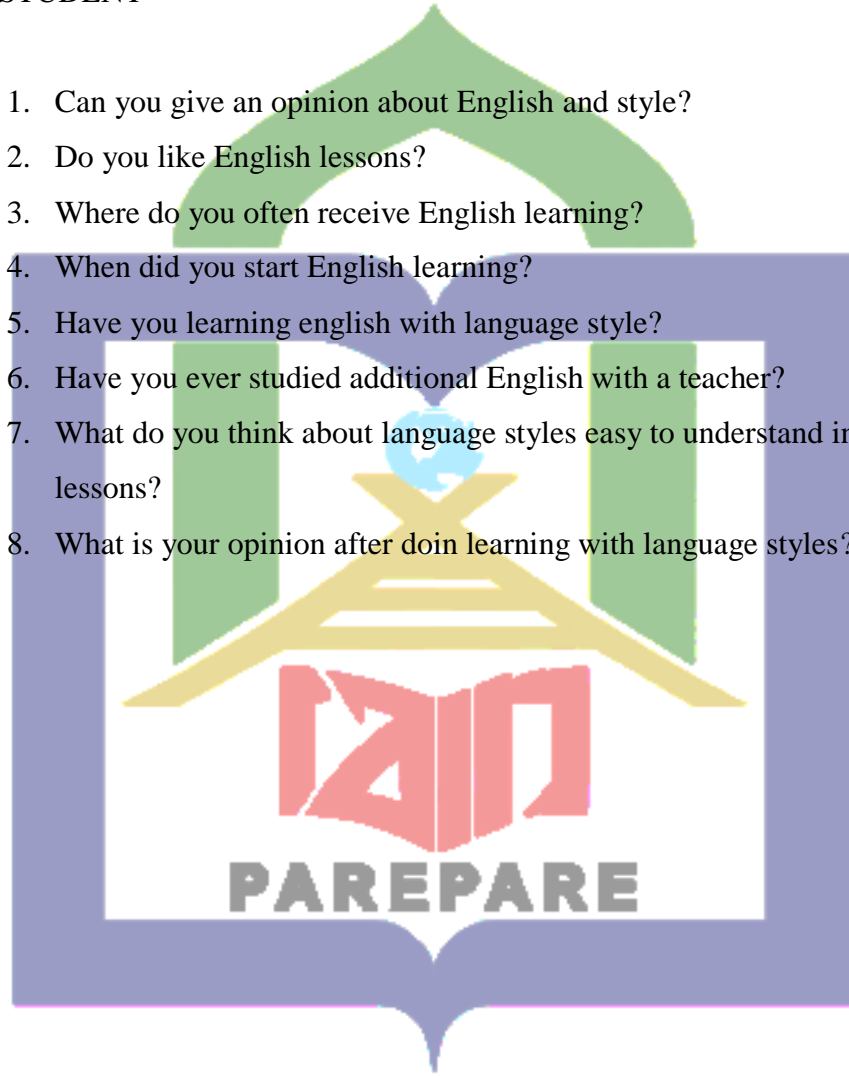 STUDENT
1. Can you give an opinion about English and style?
2. Do you like English lessons?
3. Where do you often receive English learning?
4. When did you start English learning?
5. Have you learning english with language style?
6. Have you ever studied additional English with a teacher?
7. What do you think about language styles easy to understand in
lessons?
8. What is your opinion after doin learning with language styles?
iain
PAREPARE